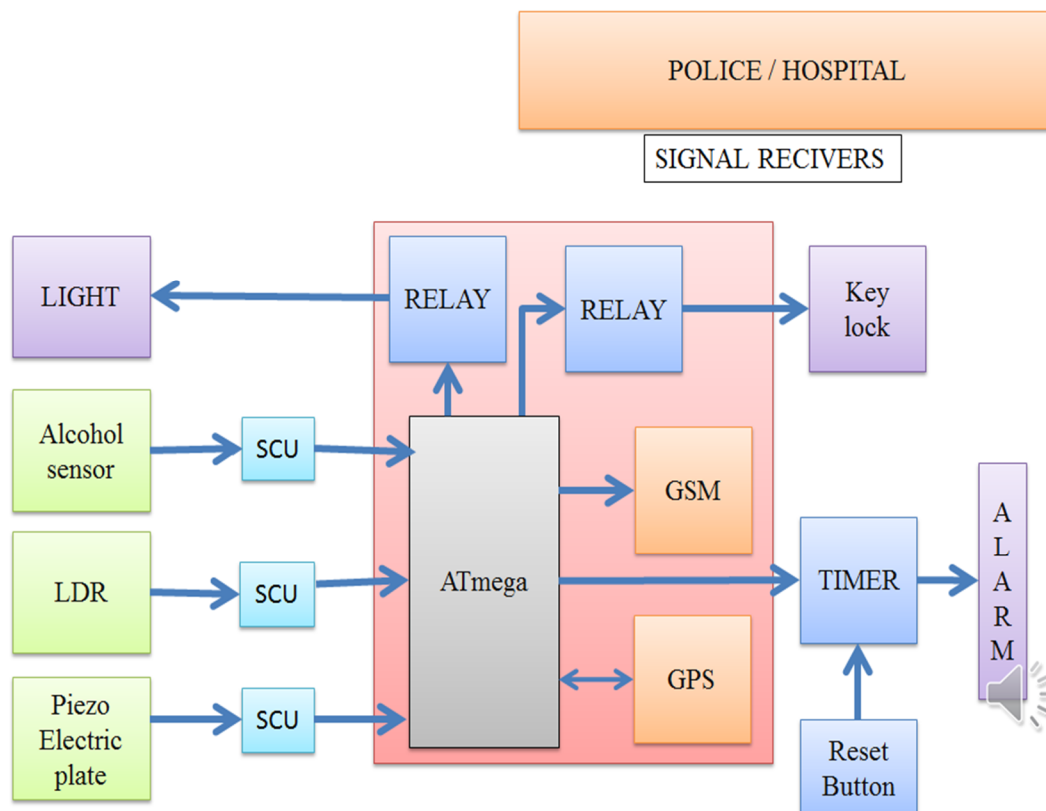 POLICE / HOSPITAL
SIGNAL RECIVERS
LIGHT
RELAY
RELAY
Key
lock
Alcohol
sensor
SCU
GSM
LDR
SCU
ATmega
TIMER
A
L
A
R
M
Piezo
Electric
plate
SCU
GPS
Reset
Button